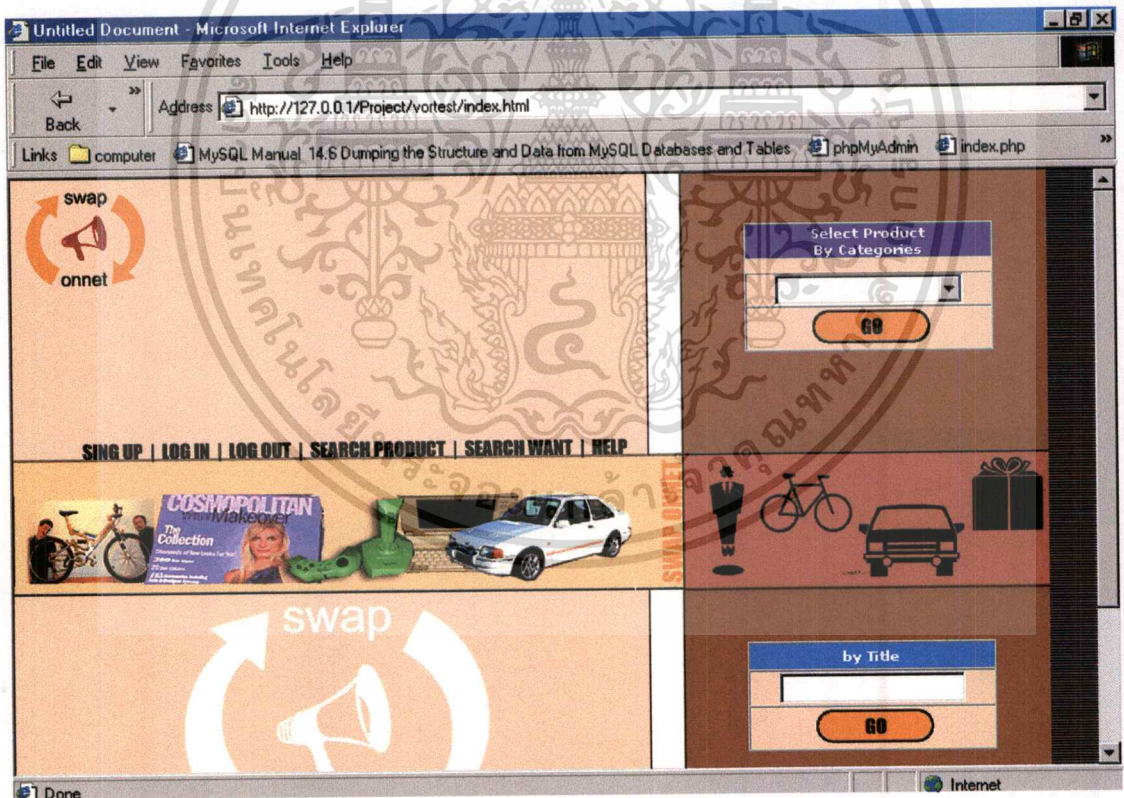 Untitled Document - Microsoft Internet Explorer
File Edit View Favorites Tools Help
Back
Address http://127.0.0.1/Project/vortest/index.html
Links computer MySQL Manual 14.6 Dumping the Structure and Data from MySQL Databases and Tables phpMyAdmin index.php
swap
onnet
Select Product
By Categories
GO
SING UP | LOG IN | LOG OUT | SEARCH PRODUCT | SEARCH WANT | HELP
COSMOPOLITAN
Makeover
The
Collection
SWAP ONNET
swap
by Title
GO
Done
Internet